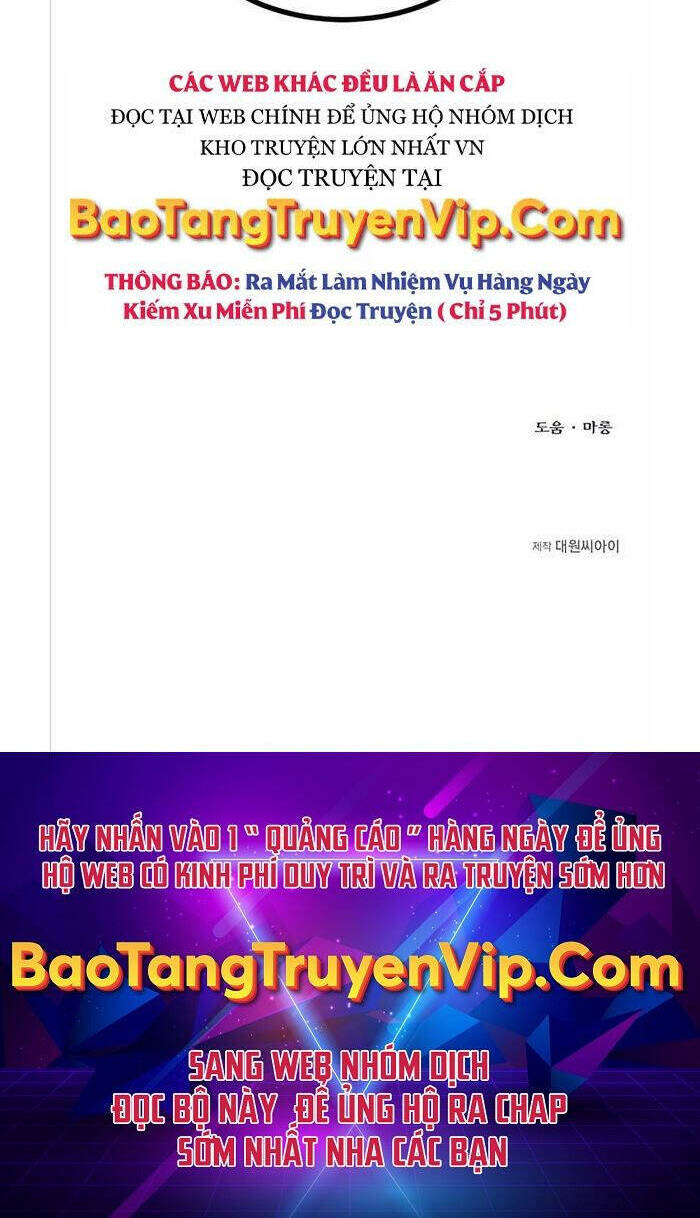 CÁC WEB KHÁC ĐỀU LÀ ĂN CẮP
ĐỌC TẠI WEB CHÍNH ĐỂ ỦNG HỘ NHÓM DỊCH
KHO TRUYỆN LỚN NHẤT VN
ĐỌC TRUYỆN TẠI
BaoTangTruyenVip.Com
THÔNG BÁO: Ra Mắt Làm Nhiệm Vụ Hàng Ngày
Kiếm Xu Miễn Phí Đọc Truyện ( Chỉ 5 Phút)
도움 · 마롱
제작 대원씨아이
HÃY NHẤN VÀO 1 " QUẢNG CÁO " HÀNG NGÀY ĐỂ ỦNG
HỘ WEB CÓ KINH PHÍ DUY TRÌ VÀ RA TRUYỆN SỚM HƠN
BaoTangTruyenVip.Com
SANG WEB NHÓM DỊCH
ĐỌC BỘ NÀY ĐỂ ỦNG HỘ RA CHAP
SỚM NHẤT NHA CÁC BẠN